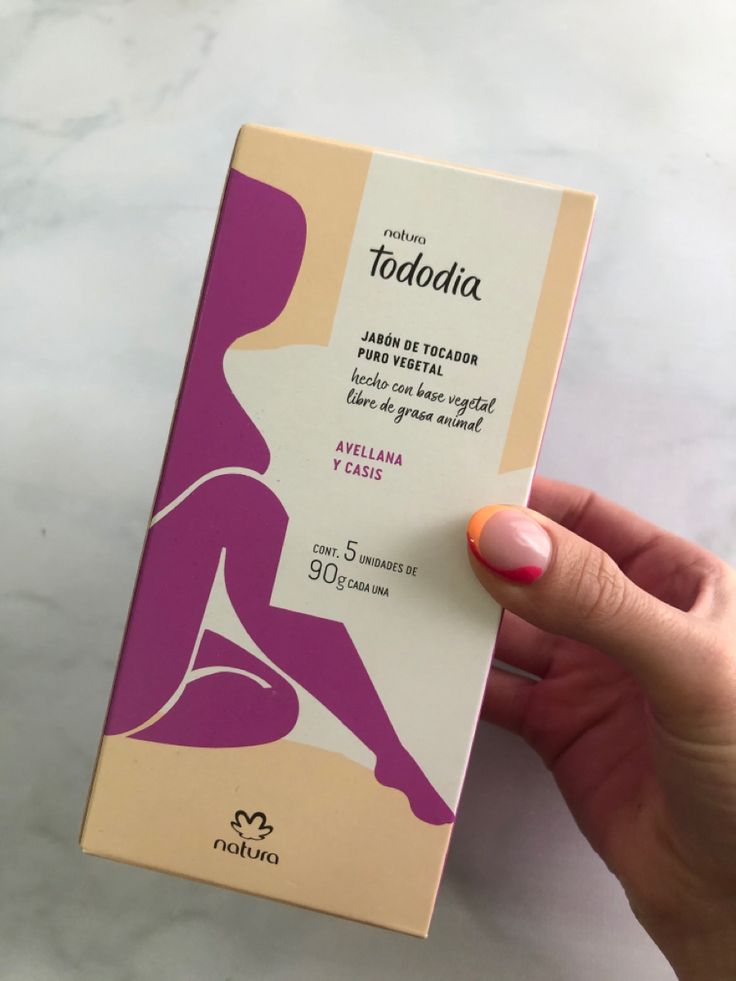 natura
tododia
JABÓN DE TOCADOR
PURO VEGETAL
hecho con base vegetal
libre de grasa animal
AVELLANA
Y CASIS
CONT. 5 UNIDADES DE
90g CADA UNA
natura